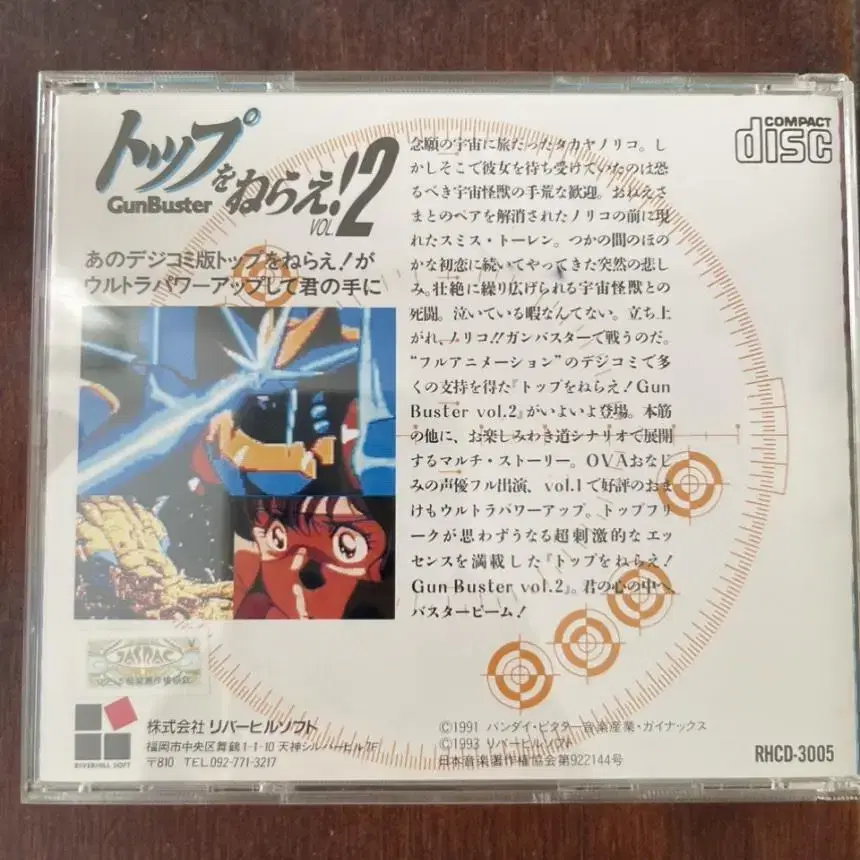 トップをねらえ!
GunBuster
VOL.2
COMPACT
disc
あのデジコミ版トップをねらえ!が
ウルトラパワーアップして君の手に
念願の宇宙に旅だったタカヤノリコ。し
かしそこで彼女を待ち受けていたのは恐
るべき宇宙怪獣の手荒な歓迎。おねえさ
まとのペアを解消されたノリコの前に現
れたスミス・トーレン。つかの間のほの
かな初恋に続いてやってきた突然の悲し
み。壮絶に繰り広げられる宇宙怪獣との
死闘。泣いている暇なんてない。立ち上
がれ、ノリコ!!ガンバスターで戦うのだ。
“フルアニメーション”のデジコミで多
くの支持を得た『トップをねらえ! Gun
Buster vol.2』がいよいよ登場。本筋
の他に、お楽しみわき道シナリオで展開
するマルチ・ストーリー。OVAおなじ
みの声優フル出演、vol.1で好評のおま
けもウルトラパワーアップ。トップフリ
ークが思わずうなる超刺激的なエッ
センスを満載した『トップをねらえ!
Gun Buster vol.2』。君の心の中へ、
バスタービーム!
JASRAC
RIVERHILL SOFT
株式会社 リバーヒルソフト
福岡市中央区舞鶴1-1-10 天神シルバーヒル7F
〒810 TEL.092-771-3217
©1991 バンダイ・ビクター音楽産業・ガイナックス
©1993 リバーヒルソフト
日本音楽著作権協会第922144号
RHCD-3005